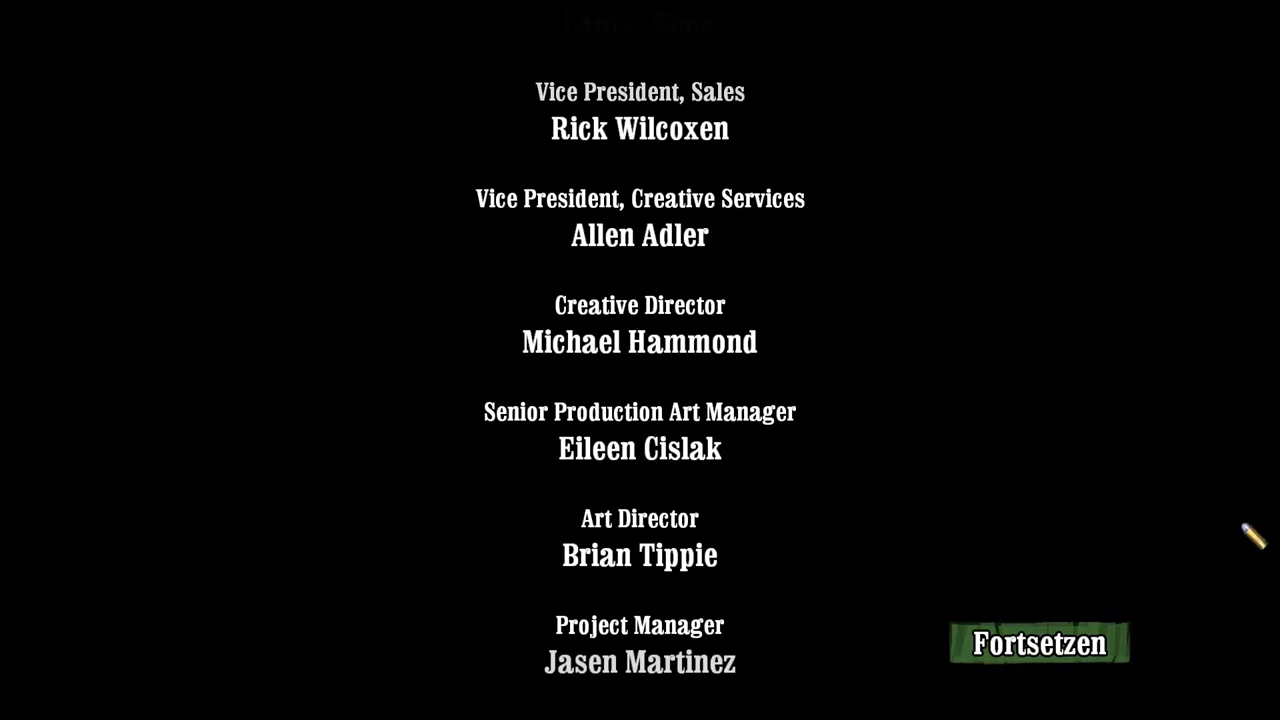 Vice President, Sales
Rick Wilcoxen
Vice President, Creative Services
Allen Adler
Creative Director
Michael Hammond
Senior Production Art Manager
Eileen Cislak
Art Director
Brian Tippie
Project Manager
Jasen Martinez
Fortsetzen